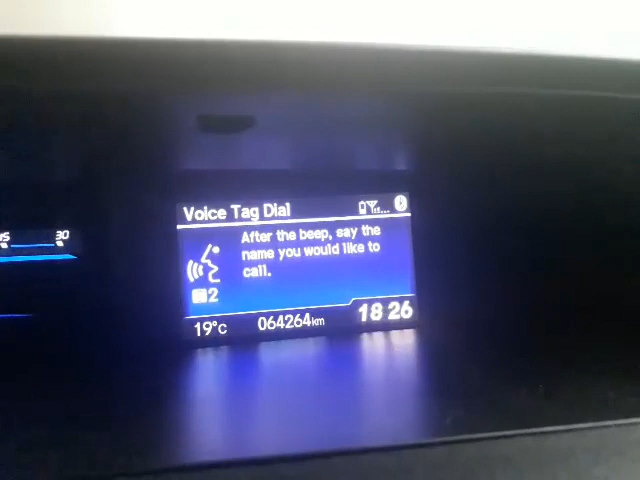 Voice Tag Dial
After the beep, say the
name you would like to
call.
2
19°c 064264km 18 26
30